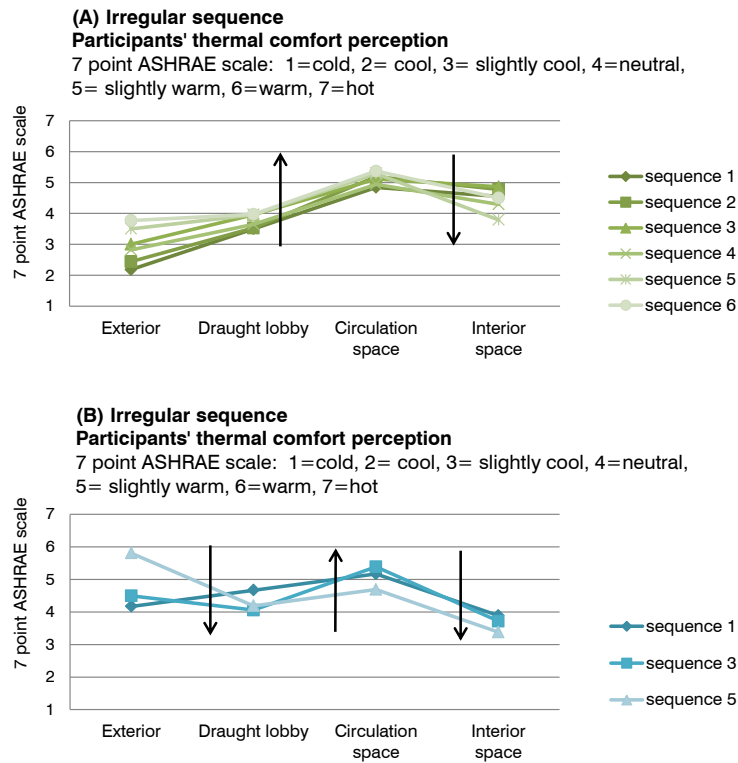 (A) Irregular sequence
Participants' thermal comfort perception
7 point ASHRAE scale: 1=cold, 2= cool, 3= slightly cool, 4=neutral,
5= slightly warm, 6=warm, 7=hot
7 point ASHRAE scale
7
6
5
4
3
2
1
Exterior
Draught lobby
Circulation
space
Interior
space
sequence 1
sequence 2
sequence 3
sequence 4
sequence 5
sequence 6
(B) Irregular sequence
Participants' thermal comfort perception
7 point ASHRAE scale: 1=cold, 2= cool, 3= slightly cool, 4=neutral,
5= slightly warm, 6=warm, 7=hot
7 point ASHRAE scale
7
6
5
4
3
2
1
Exterior
Draught lobby
Circulation
space
Interior
space
sequence 1
sequence 3
sequence 5